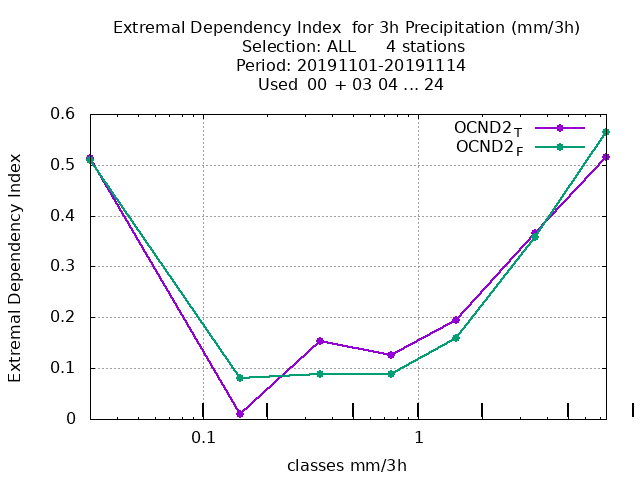 Extremal Dependency Index  for 3h Precipitation (mm/3h)
Selection: ALL      4 stations
Period: 20191101-20191114
Used  00  + 03 04 ... 24
OCND2T
OCND2F
Extremal Dependency Index
0.6
0.5
0.4
0.3
0.2
0.1
0
0.1
1
classes mm/3h